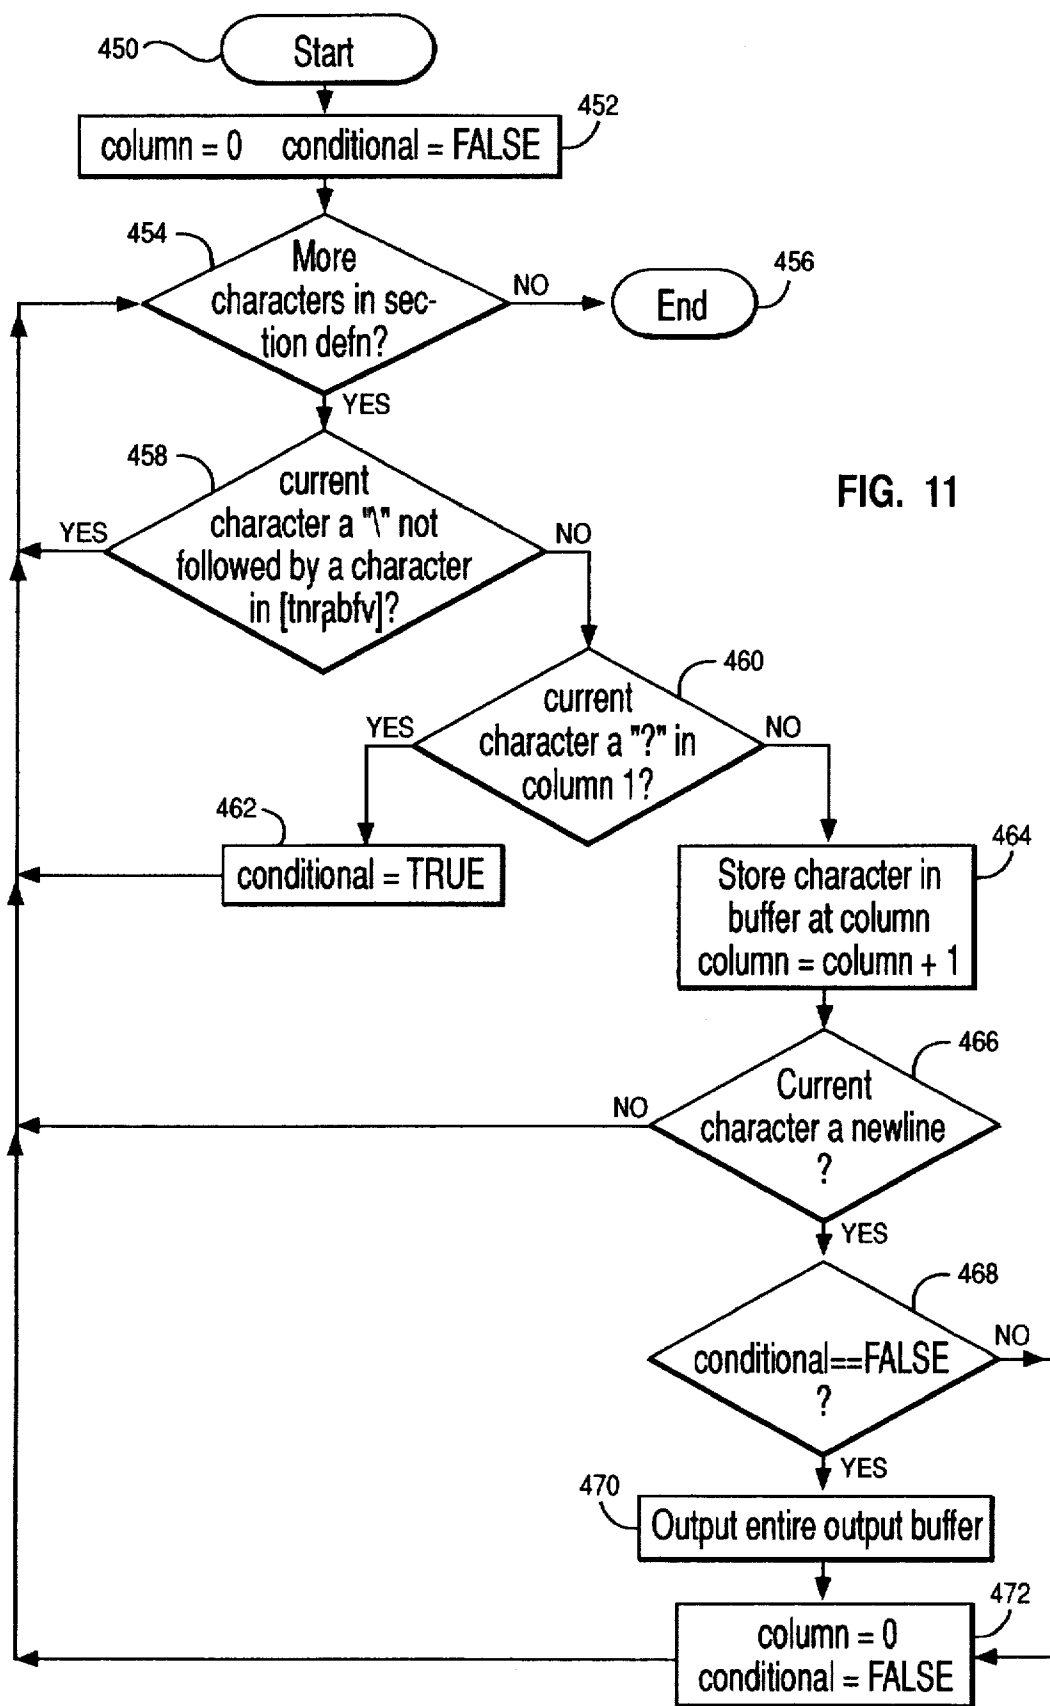 450
Start
452
column = 0 conditional = FALSE
454
More
characters in sec-
tion defn?
NO
End
456
YES
458
current
character a "\" not
followed by a character
in [tnrabfv]?
YES
NO
FIG. 11
460
current
character a "?" in
column 1?
YES
NO
462
conditional = TRUE
464
Store character in
buffer at column
column = column + 1
466
Current
character a newline
?
NO
YES
468
conditional==FALSE
?
NO
YES
470
Output entire output buffer
472
column = 0
conditional = FALSE